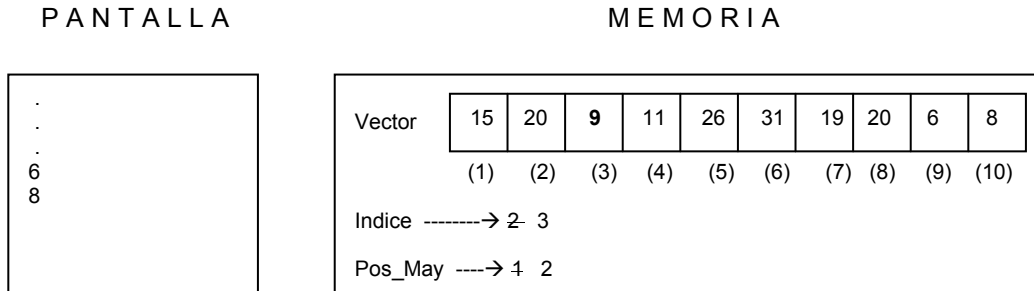 PANTALLA
MEMORIA
.
.
.
6
8
Vector 15 20 9 11 26 31 19 20 6 8
(1) (2) (3) (4) (5) (6) (7) (8) (9) (10)
Indice --------→ 2 3
Pos_May ----→ 1 2